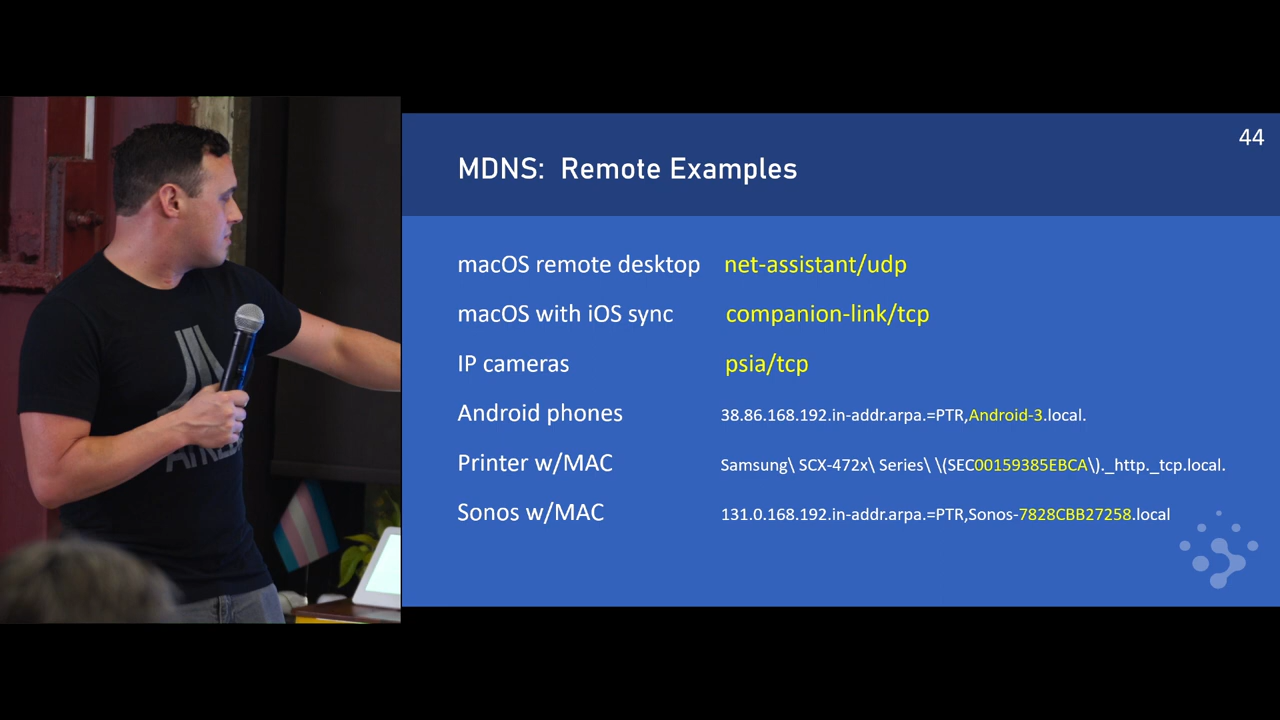 44
MDNS: Remote Examples
macOS remote desktop net-assistant/udp
macOS with iOS sync companion-link/tcp
IP cameras psia/tcp
Android phones 38.86.168.192.in-addr.arpa.=PTR,Android-3.local.
Printer w/MAC Samsung\ SCX-472x\ Series\ \(SEC00159385EBCA\)._http._tcp.local.
Sonos w/MAC 131.0.168.192.in-addr.arpa.=PTR,Sonos-7828CBB27258.local